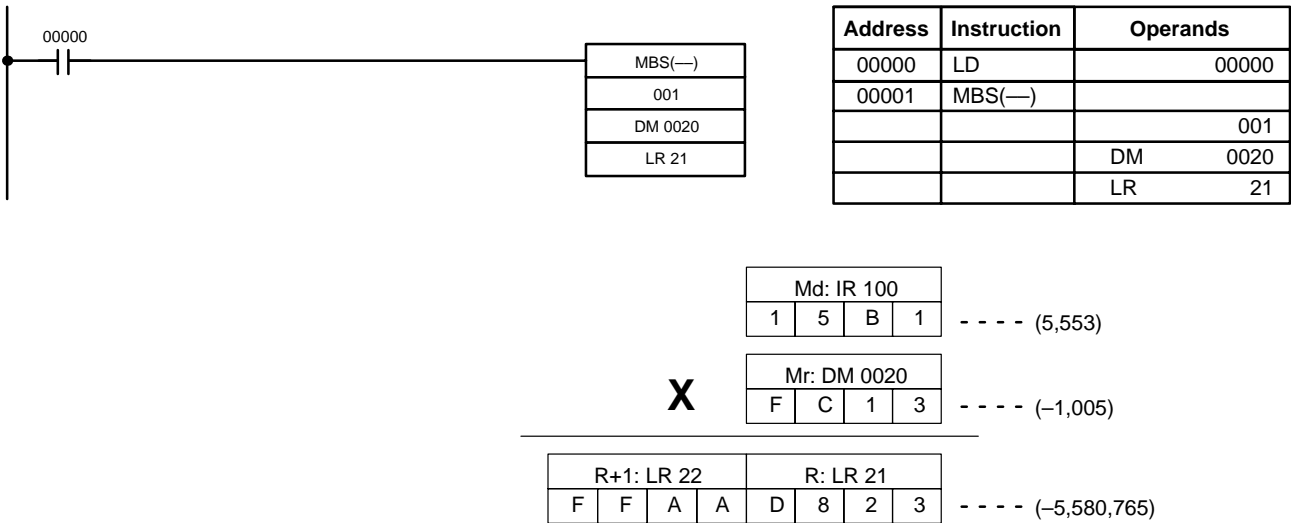 00000
MBS(—)
001
DM 0020
LR 21
Address Instruction Operands
00000 LD 00000
00001 MBS(—)
001
DM 0020
LR 21
Md: IR 100
1 5 B 1 - - - - (5,553)
Mr: DM 0020
X F C 1 3 - - - - (–1,005)
R+1: LR 22 R: LR 21
F F A A D 8 2 3 - - - - (–5,580,765)